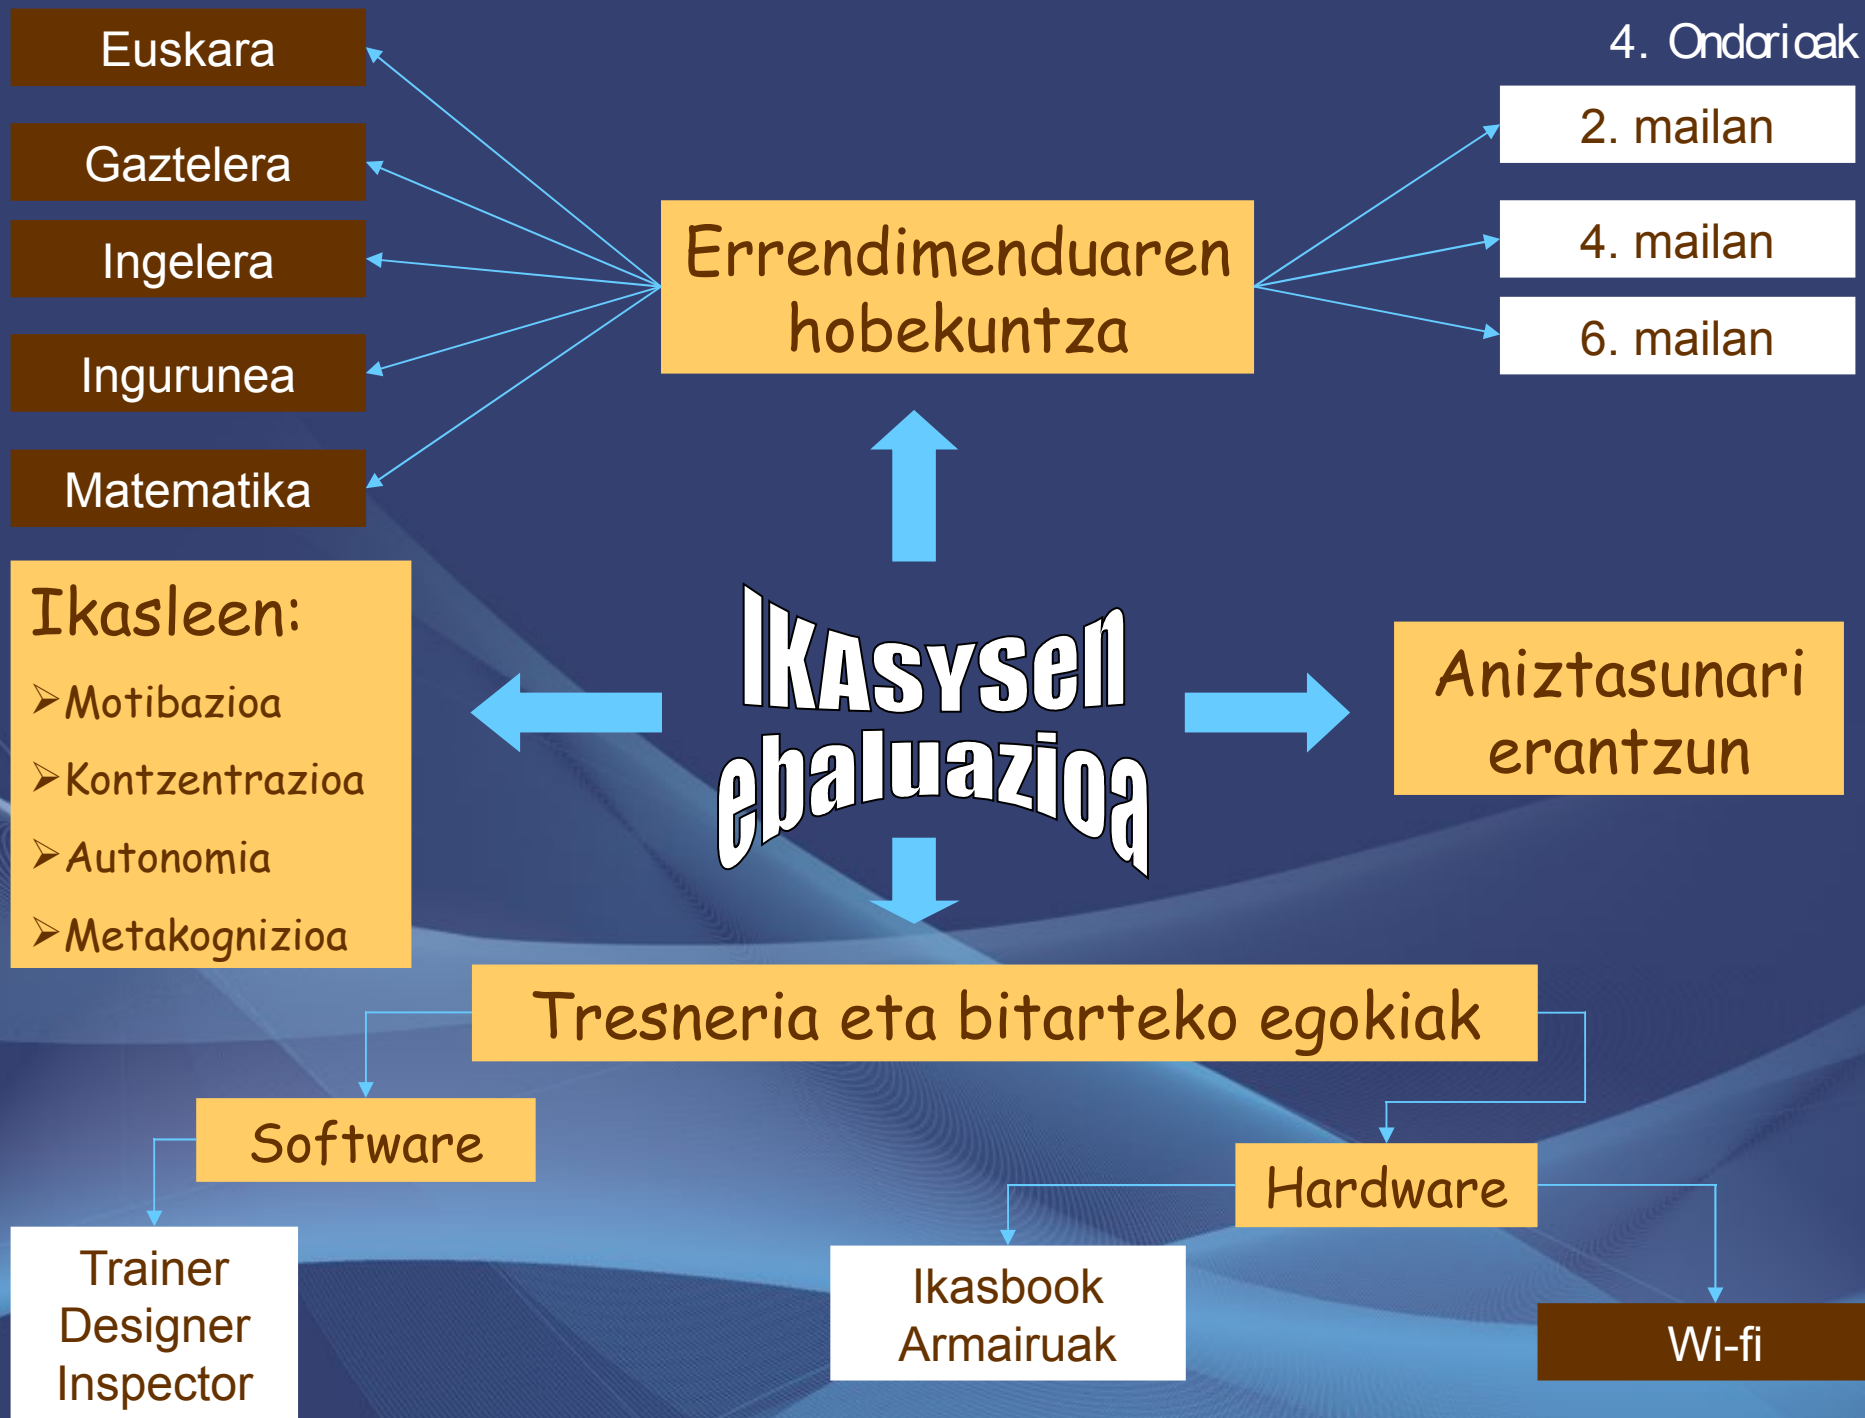 4. Ondorioak
Euskara
Gaztelera
Ingelera
Ingurunea
Matematika
Errendimenduaren
hobekuntza
2. mailan
4. mailan
6. mailan
Ikasleen:
➢Motibazioa
➢Kontzentrazioa
➢Autonomia
➢Metakognizioa
IKAsysen
ebaluazioa
Aniztasunari
erantzun
Tresneria eta bitarteko egokiak
Software
Hardware
Trainer
Designer
Inspector
Ikasbook
Armairuak
Wi-fi